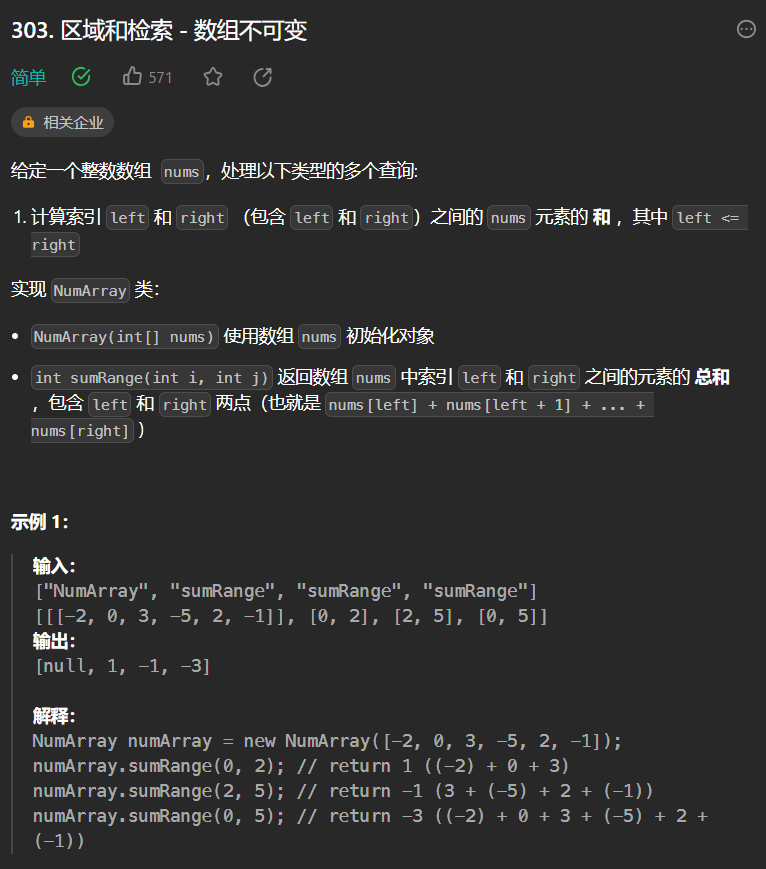 303. 区域和检索 - 数组不可变
简单 571
相关企业
给定一个整数数组 nums，处理以下类型的多个查询:
1. 计算索引 left 和 right （包含 left 和 right）之间的 nums 元素的 和 ，其中 left <=
right
实现 NumArray 类：
• NumArray(int[] nums) 使用数组 nums 初始化对象
• int sumRange(int i, int j) 返回数组 nums 中索引 left 和 right 之间的元素的 总和
，包含 left 和 right 两点（也就是 nums[left] + nums[left + 1] + ... +
nums[right] )
示例 1：
输入：
["NumArray", "sumRange", "sumRange", "sumRange"]
[[[-2, 0, 3, -5, 2, -1]], [0, 2], [2, 5], [0, 5]]
输出：
[null, 1, -1, -3]
解释：
NumArray numArray = new NumArray([-2, 0, 3, -5, 2, -1]);
numArray.sumRange(0, 2); // return 1 ((-2) + 0 + 3)
numArray.sumRange(2, 5); // return -1 (3 + (-5) + 2 + (-1))
numArray.sumRange(0, 5); // return -3 ((-2) + 0 + 3 + (-5) + 2 +
(-1))